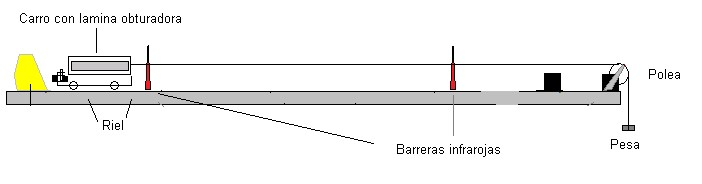 Carro con lamina obturadora
Polea
Riel
Barreras infrarojas
Pesa